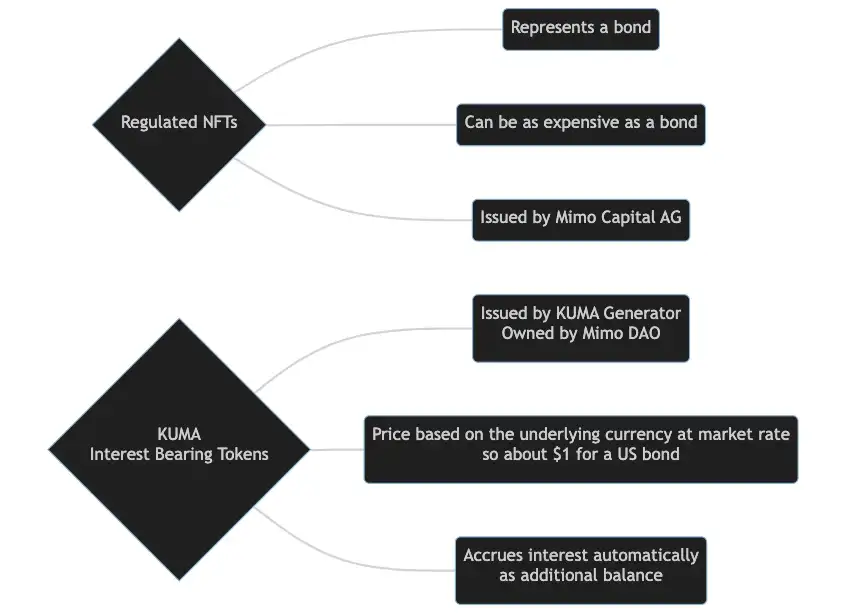 Regulated NFTs
Represents a bond
Can be as expensive as a bond
Issued by Mimo Capital AG
KUMA
Interest Bearing Tokens
Issued by KUMA Generator
Owned by Mimo DAO
Price based on the underlying currency at market rate
so about $1 for a US bond
Accrues interest automatically
as additional balance